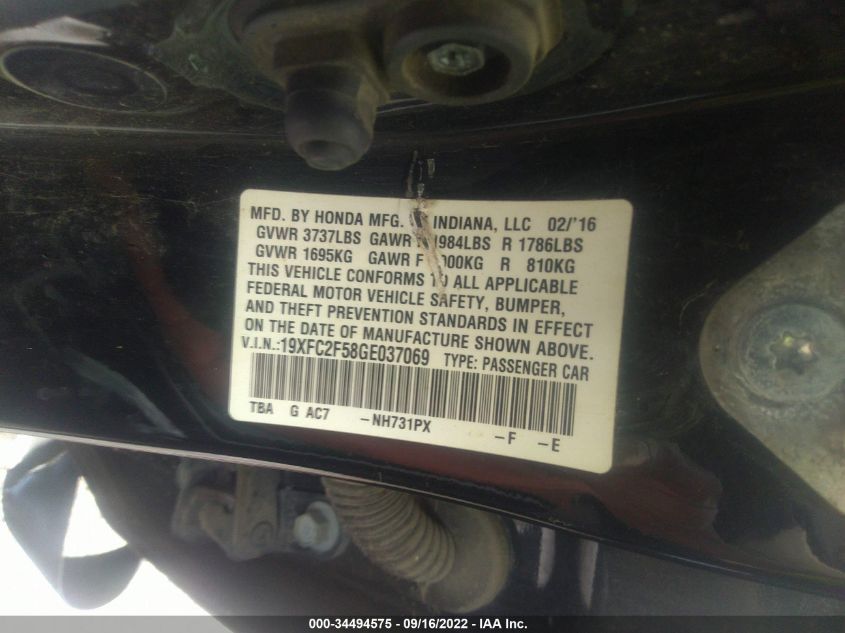 MFD. BY HONDA MFG. INDIANA, LLC 02/'16
GVWR 3737LBS GAWR R 1786LBS
GVWR 1695KG GAWR F R 810KG
THIS VEHICLE CONFORMS TO ALL APPLICABLE
FEDERAL MOTOR VEHICLE SAFETY, BUMPER,
AND THEFT PREVENTION STANDARDS IN EFFECT
ON THE DATE OF MANUFACTURE SHOWN ABOVE.
V.I.N.:19XFC2F58GE037069 TYPE: PASSENGER CAR
TBA G AC7 –NH731PX –F –E
000-34494575 - 09/16/2022 - IAA Inc.